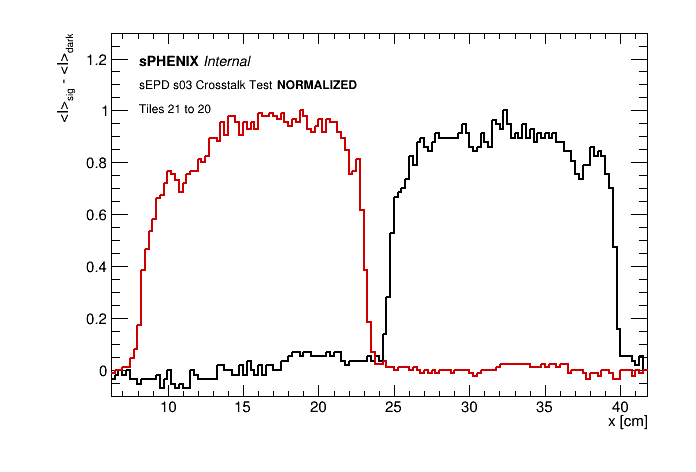 <I>sig - <I>dark
1.2
1
0.8
0.6
0.4
0.2
0
sPHENIX Internal
sEPD s03 Crosstalk Test NORMALIZED
Tiles 21 to 20
10 15 20 25 30 35 40
x [cm]